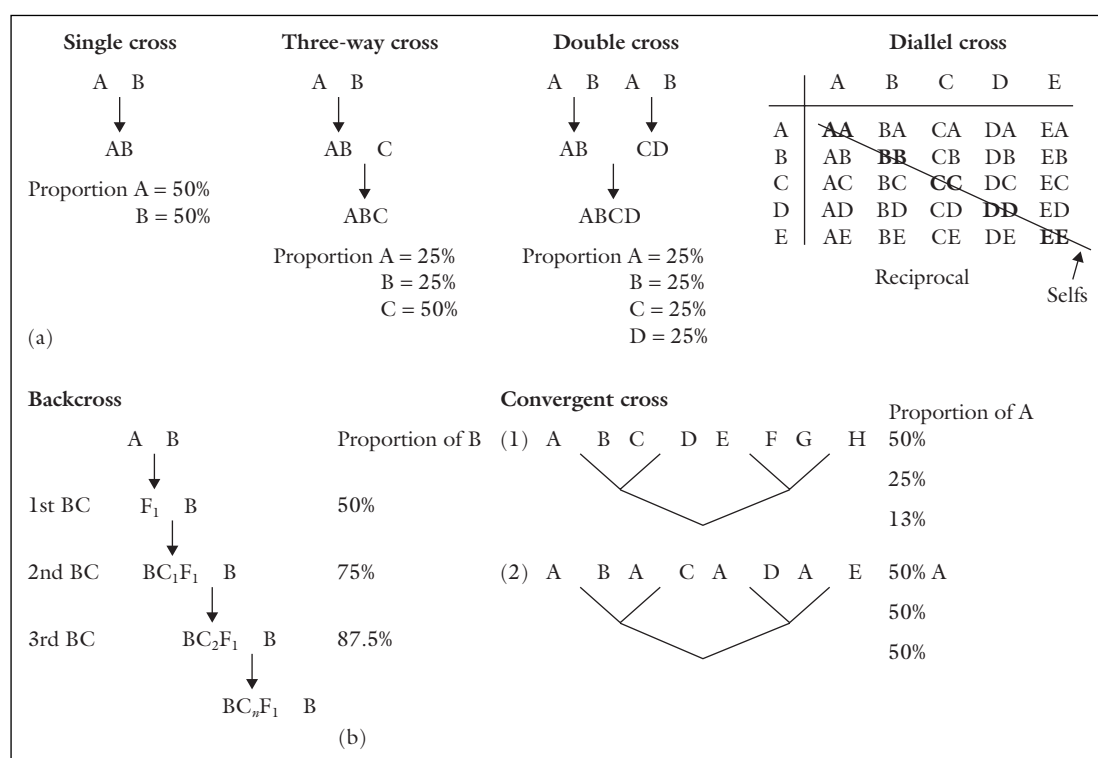 Single cross
A B
AB
Proportion A = 50%
B = 50%
Three-way cross
A B
AB C
ABC
Proportion A = 25%
B = 25%
C = 50%
Double cross
A B A B
AB CD
ABCD
Proportion A = 25%
B = 25%
C = 25%
D = 25%
Diallel cross
A B C D E
A AA BA CA DA EA
B AB BB CB DB EB
C AC BC CC DC EC
D AD BD CD DD ED
E AE BE CE DE EE
Reciprocal
Selfs
(a)
Backcross
A B Proportion of B
1st BC F₁ B 50%
2nd BC BC₁F₁ B 75%
3rd BC BC₂F₁ B 87.5%
BCₙF₁ B
Convergent cross
Proportion of A
(1) A B C D E F G H 50%
25%
13%
(2) A B A C A D A E 50% A
50%
50%
(b)